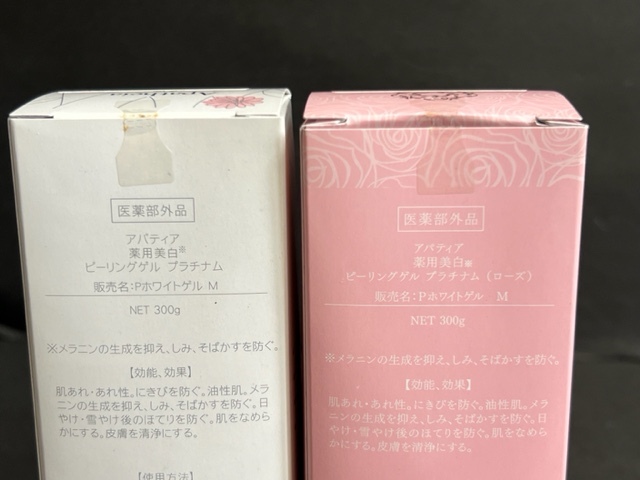 医薬部外品
アパティア
薬用美白※
ピーリングゲル プラチナム
販売名:Pホワイトゲル M
NET 300g
※メラニンの生成を抑え、しみ、そばかすを防ぐ。
【効能、効果】
肌あれ・あれ性。にきびを防ぐ。油性肌。メラ
ニンの生成を抑え、しみ、そばかすを防ぐ。日
やけ・雪やけ後のほてりを防ぐ。肌をなめら
かにする。皮膚を清浄にする。
【使用方法】
医薬部外品
アパティア
薬用美白※
ピーリングゲル プラチナム(ローズ)
販売名:Pホワイトゲル M
NET 300g
※メラニンの生成を抑え、しみ、そばかすを防ぐ。
【効能、効果】
肌あれ・あれ性。にきびを防ぐ。油性肌。メラ
ニンの生成を抑え、しみ、そばかすを防ぐ。日
やけ・雪やけ後のほてりを防ぐ。肌をなめら
かにする。皮膚を清浄にする。